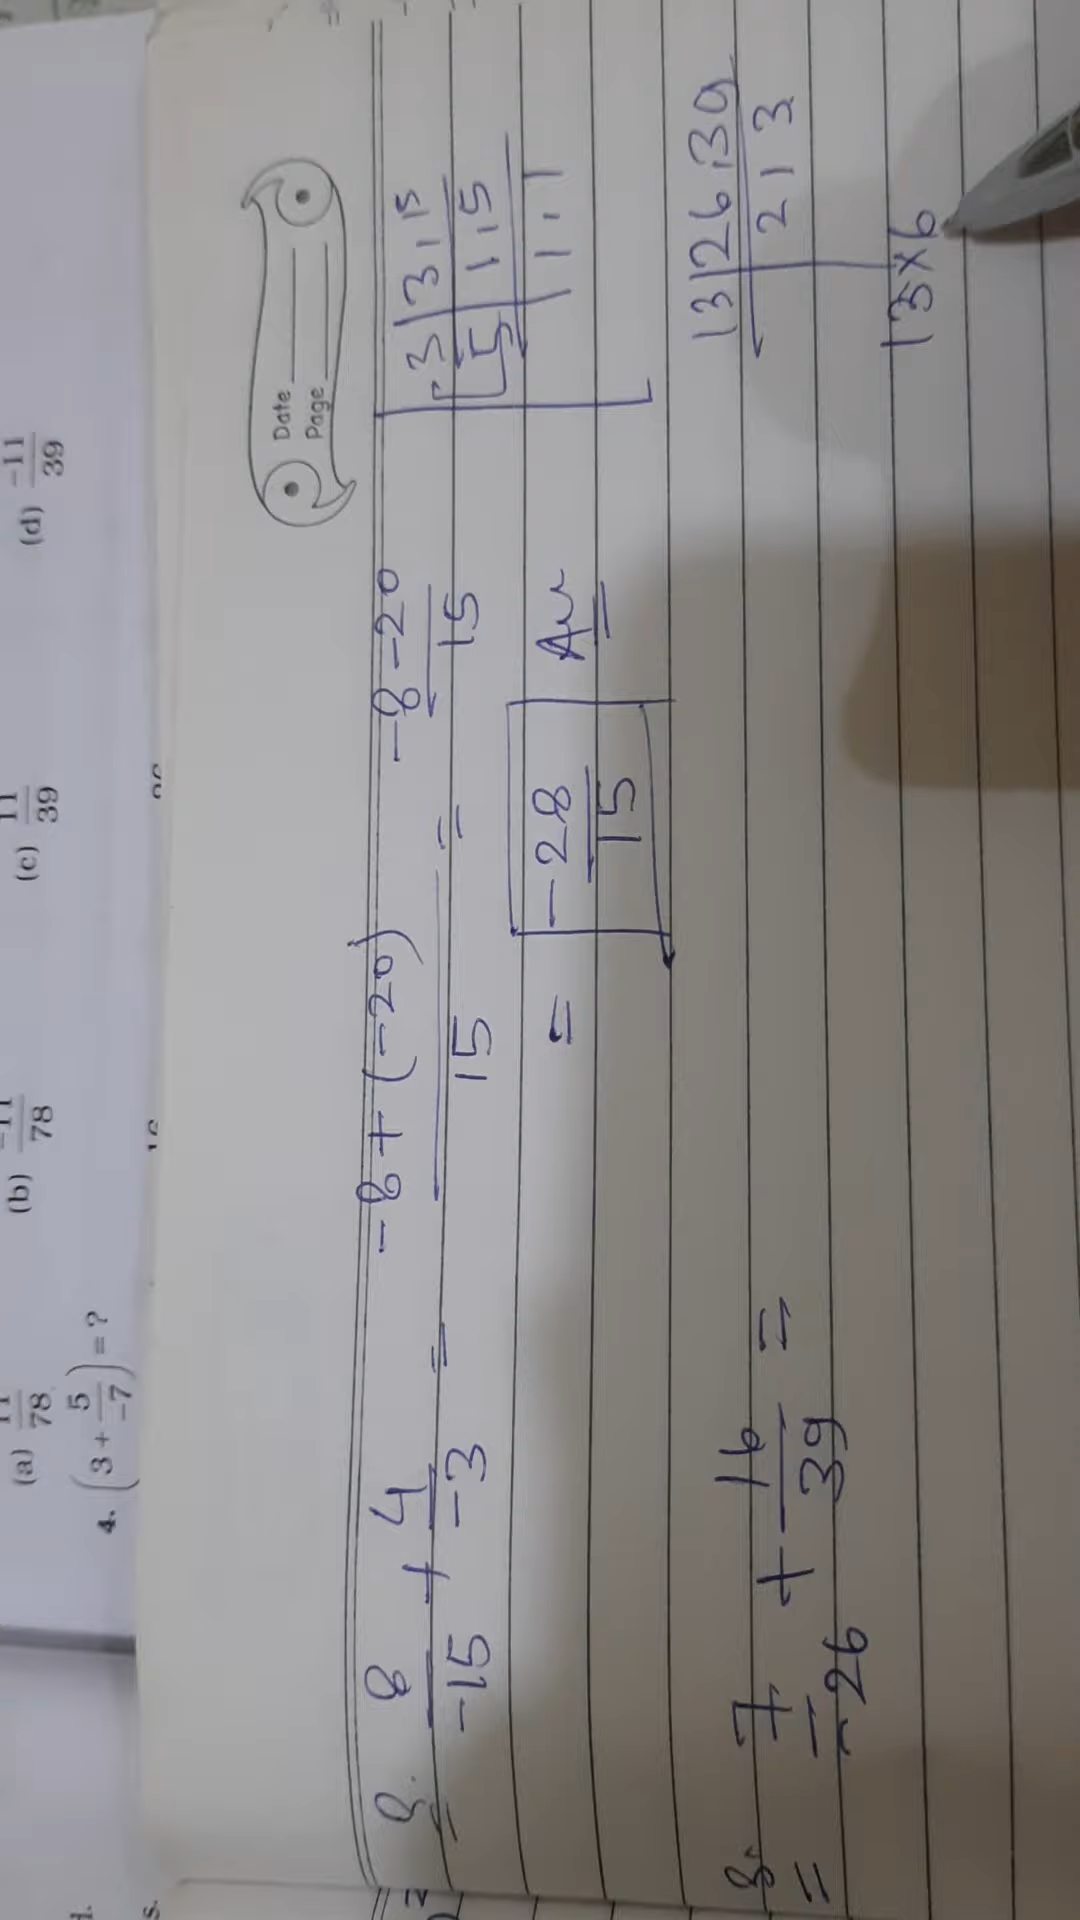 (a) 11/78 (b) -11/78 (c) 11/39 (d) -11/39
4. (3 + 5/-7) = ?
Date
Page
Q. 8/-15 + 4/-3 = -8+(-20)/15 = -8-20/15
3 | 3, 15
5 | 1, 5
1, 1
= -28/15 Ans
Q. 7/-26 + 16/39 =
13 | 26, 39
2, 3
13×6